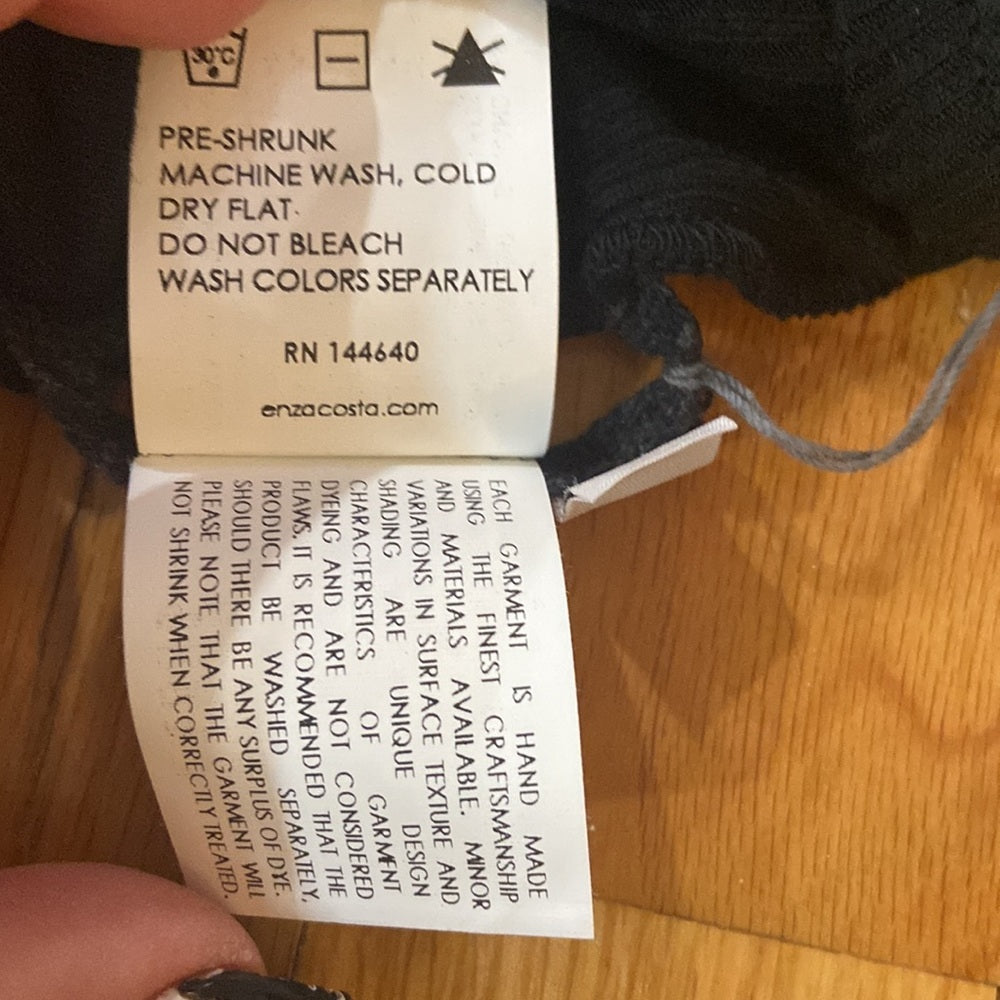 30°C
PRE-SHRUNK
MACHINE WASH, COLD
DRY FLAT
DO NOT BLEACH
WASH COLORS SEPARATELY
RN 144640
enzacosta.com
EACH GARMENT IS HAND MADE
USING THE FINEST CRAFTSMANSHIP
AND MATERIALS AVAILABLE. MINOR
VARIATIONS IN SURFACE TEXTURE AND
SHADING ARE UNIQUE DESIGN
CHARACTERISTICS OF GARMENT
DYEING AND ARE NOT CONSIDERED
FLAWS, IT IS RECOMMENDED THAT THE
PRODUCT BE WASHED SEPARATELY,
SHOULD THERE BE ANY SURPLUS OF DYE.
PLEASE NOTE, THAT THE GARMENT WILL
NOT SHRINK WHEN CORRECTLY TREATED.